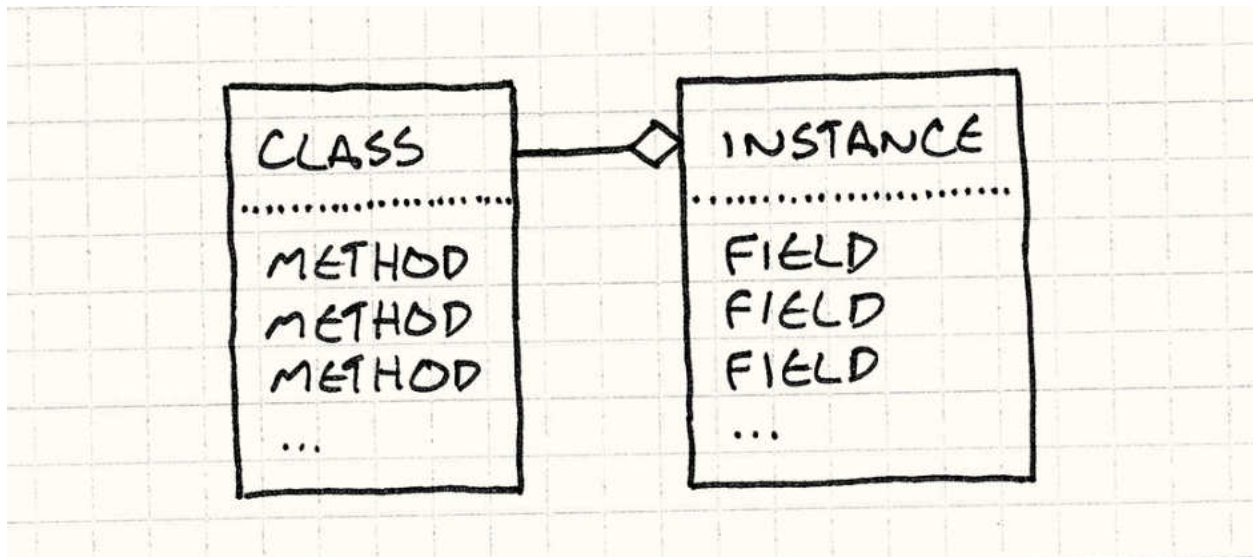 CLASS
METHOD
METHOD
METHOD
...
INSTANCE
FIELD
FIELD
FIELD
...